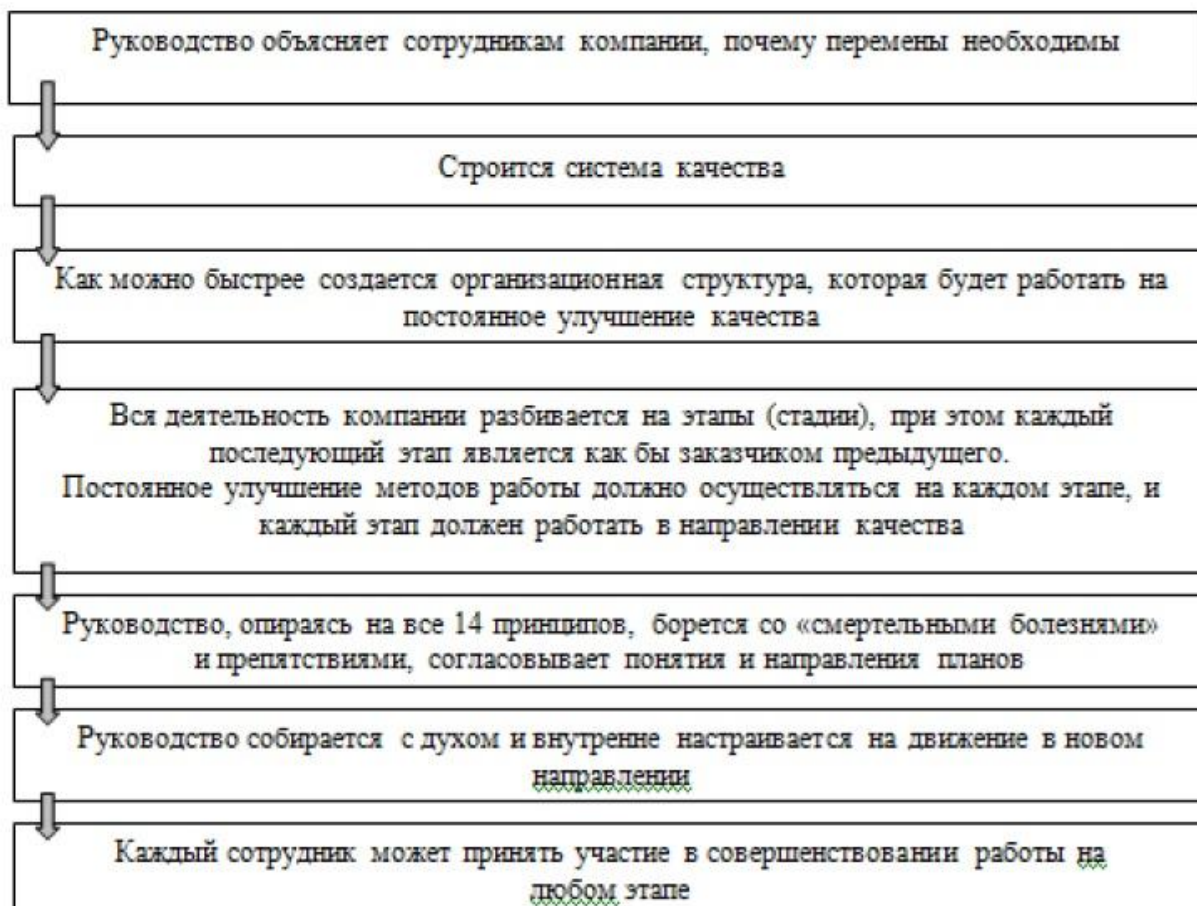 Руководство объясняет сотрудникам компании, почему перемены необходимы
Строится система качества
Как можно быстрее создается организационная структура, которая будет работать на
постоянное улучшение качества
Вся деятельность компании разбивается на этапы (стадии), при этом каждый
последующий этап является как бы заказчиком предыдущего.
Постоянное улучшение методов работы должно осуществляться на каждом этапе, и
каждый этап должен работать в направлении качества
Руководство, опираясь на все 14 принципов, борется со «смертельными болезнями»
и препятствиями, согласовывает понятия и направления планов
Руководство собирается с духом и внутренне настраивается на движение в новом
направлении
Каждый сотрудник может принять участие в совершенствовании работы на
любом этапе